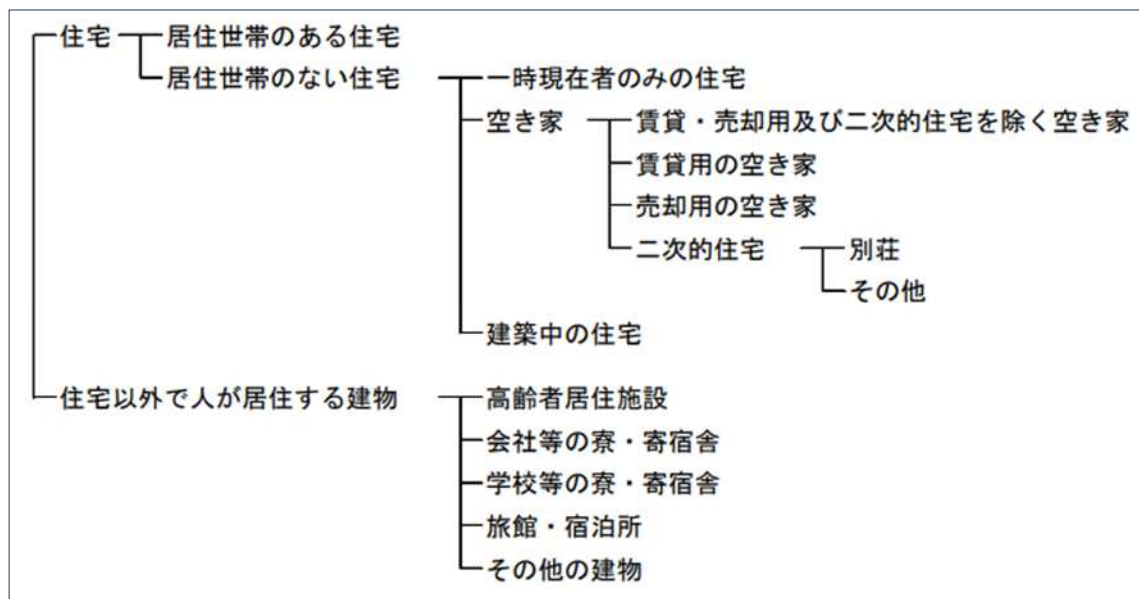 住宅 居住世帯のある住宅
居住世帯のない住宅 一時現在者のみの住宅
空き家 賃貸・売却用及び二次的住宅を除く空き家
賃貸用の空き家
売却用の空き家
二次的住宅 別荘
その他
建築中の住宅
住宅以外で人が居住する建物 高齢者居住施設
会社等の寮・寄宿舎
学校等の寮・寄宿舎
旅館・宿泊所
その他の建物